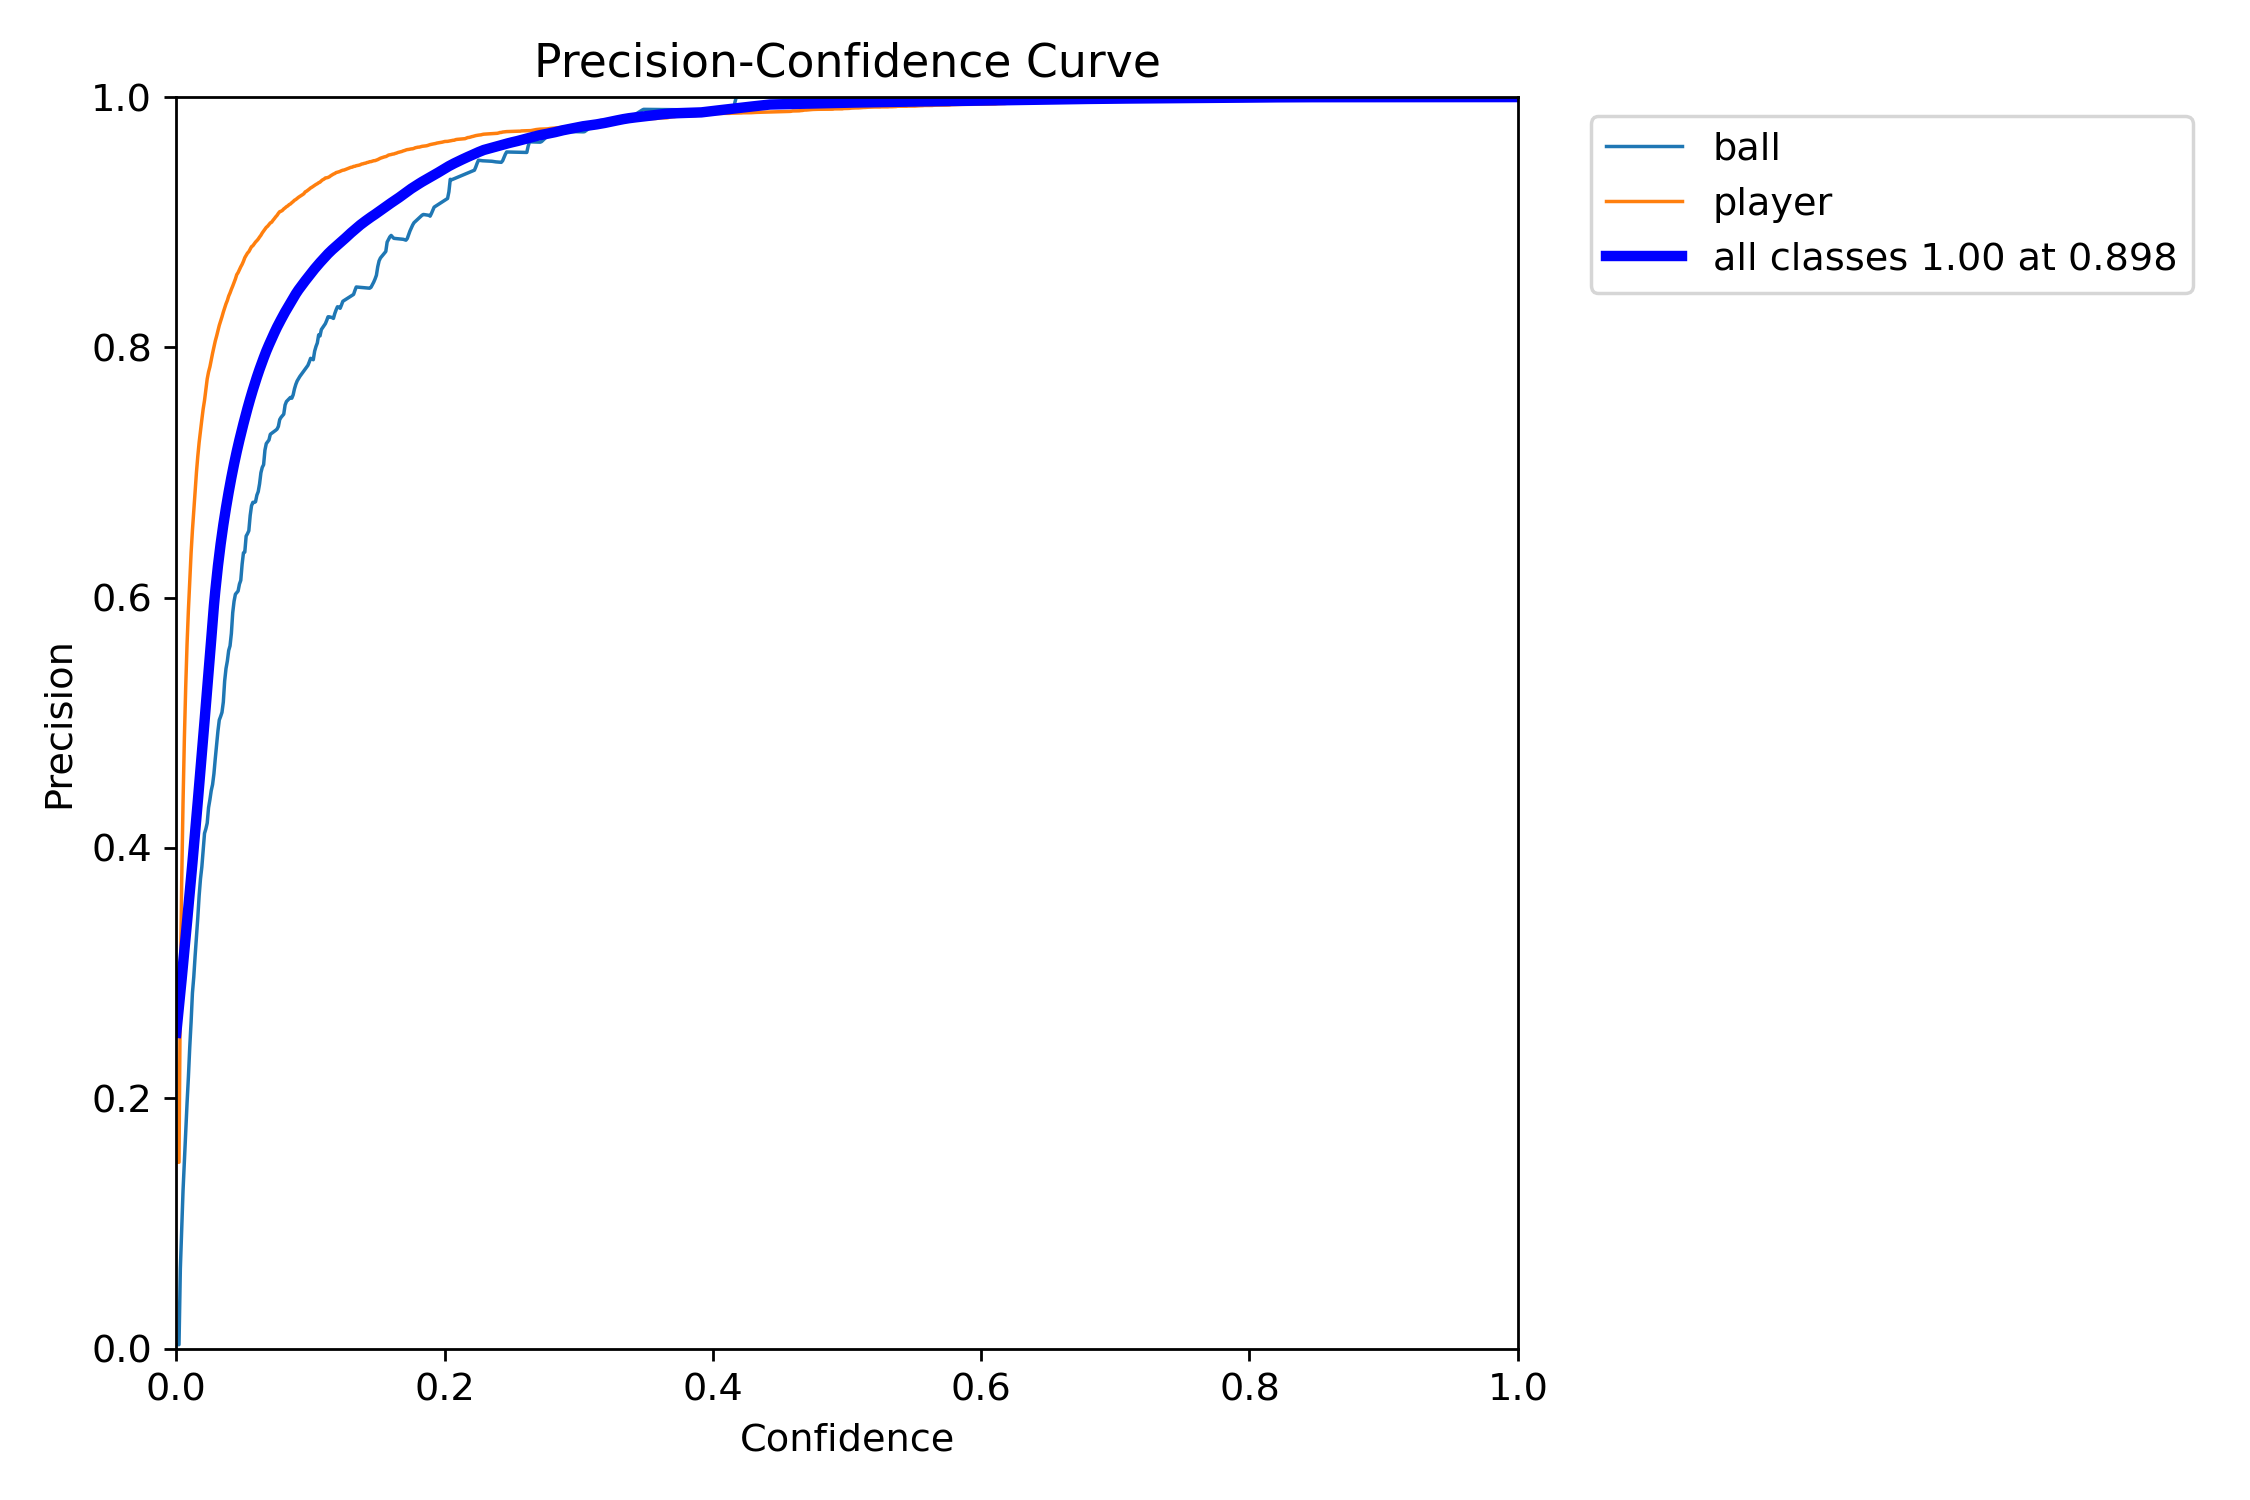 Precision-Confidence Curve
1.0
0.8
0.6
0.4
0.2
0.0
Precision
0.0 0.2 0.4 0.6 0.8 1.0
Confidence
ball
player
all classes 1.00 at 0.898